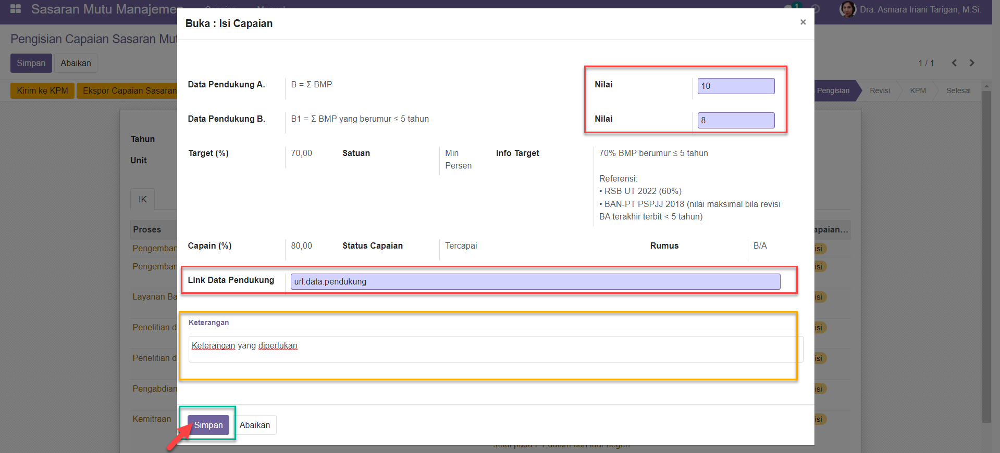 Sasaran Mutu Manajemen
1
Dra. Asmara Iriani Tarigan, M.Si.
Pengisian Capaian Sasaran Mut
Simpan Abaikan
1 / 1
Kirim ke KPM Ekspor Capaian Sasaran
Pengisian Revisi KPM Selesai
Tahun
Unit
IK
Proses
apaian...
Pengemban
isi
Pengemban
isi
Layanan Ba
isi
Penelitian d
isi
Penelitian d
isi
Pengabdian
isi
Kemitraan
isi
Buka : Isi Capaian
×
Data Pendukung A. B = Σ BMP Nilai 10
Data Pendukung B. B1 = Σ BMP yang berumur ≤ 5 tahun Nilai 8
Target (%) 70,00 Satuan Min Info Target 70% BMP berumur ≤ 5 tahun
Persen
Referensi:
• RSB UT 2022 (60%)
• BAN-PT PSPJJ 2018 (nilai maksimal bila revisi
BA terakhir terbit < 5 tahun)
Capain (%) 80,00 Status Capaian Tercapai Rumus B/A
Link Data Pendukung url.data.pendukung
Keterangan
Keterangan yang diperlukan
Simpan Abaikan